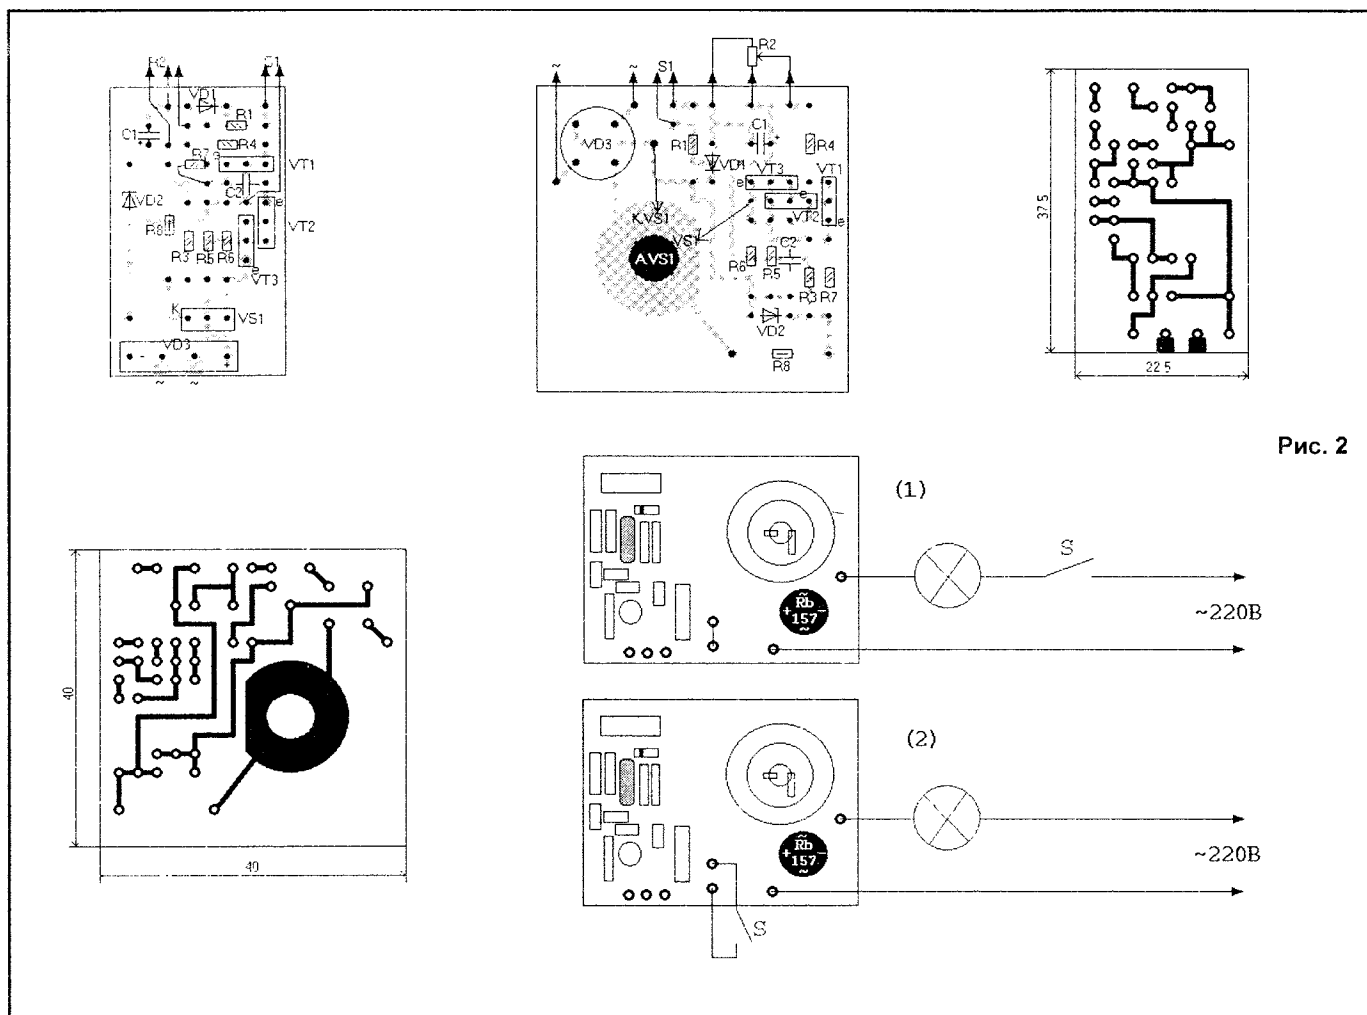 R2
S1
VD1
R1
C1
+
R4
R7
e
VT1
C2
VD2
e
R8
VT2
R3
R5
R6
e
VT3
K
VS1
VD3
-
+
~
~
R2
~
~
S1
VD3
R1
C1
+
R4
VD1
VT3
VT1
e
e
VT2
e
K.VS1
VS1
A.VS1
R6
R5
C2
R3
R7
VD2
R8
37.5
22.5
Рис. 2
(1)
S
~
+Rb-
157
~
~220В
40
40
(2)
~
+Rb-
157
~
~220В
S